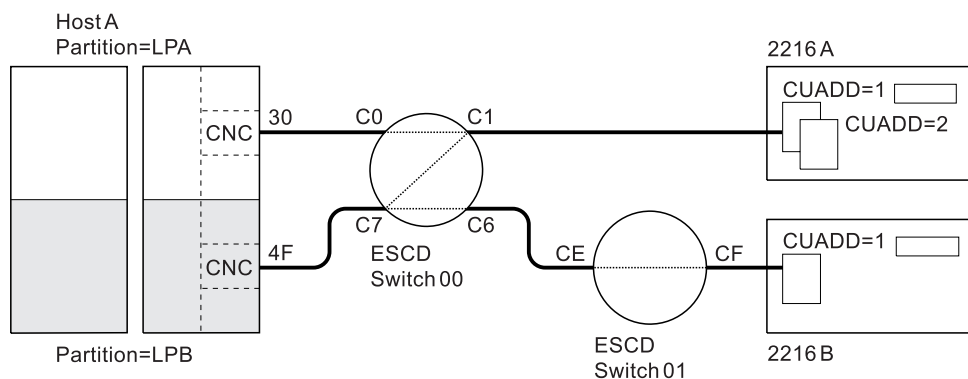 Host A
Partition=LPA
2216 A
CUADD=1
CUADD=2
30
C0
C1
CNC
C7
C6
4F
CNC
ESCD
Switch 00
CE
CF
CUADD=1
Partition=LPB
ESCD
Switch 01
2216 B